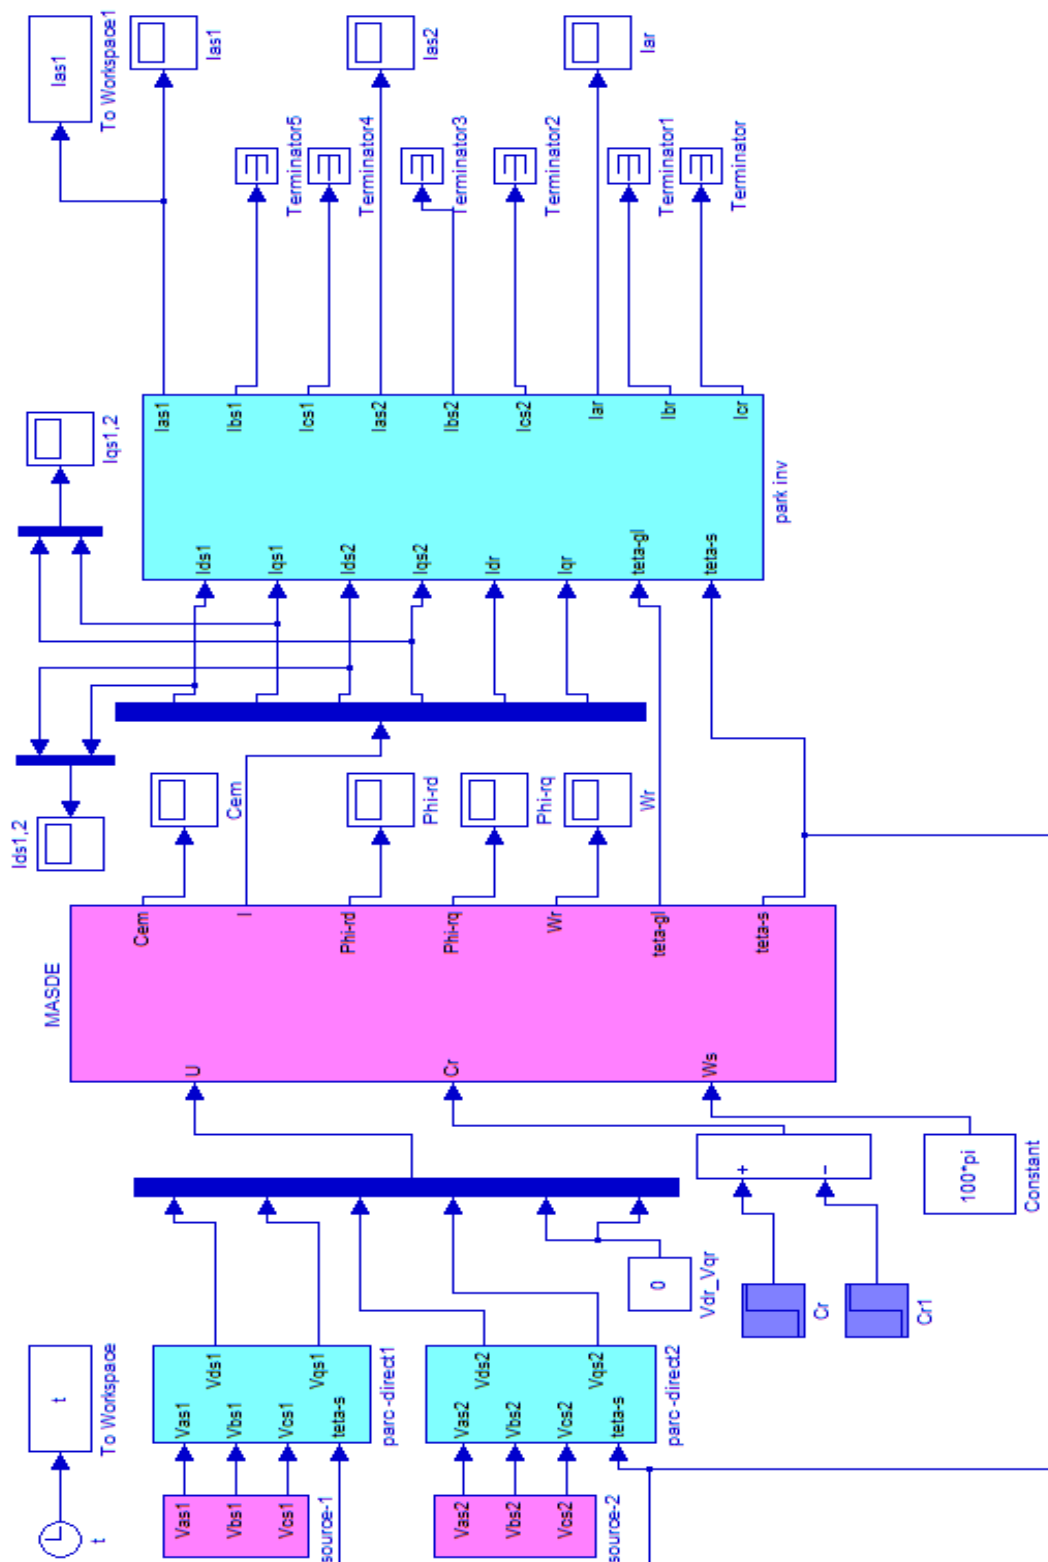 t
t
To Workspace
Vas1
Vbs1
Vcs1
source-1
Vas1
Vbs1
Vcs1
teta-s
Vds1
Vqs1
parc-direct1
Vas2
Vbs2
Vcs2
source-2
Vas2
Vbs2
Vcs2
teta-s
Vds2
Vqs2
parc-direct2
0
Vdr_Vqr
Cr
Cr1
+
−
100*pi
Constant
MASDE
U
Cr
Ws
Cem
I
Phi-rd
Phi-rq
Wr
teta-gl
teta-s
Cem
Phi-rd
Phi-rq
Wr
Ids1,2
Iqs1,2
Ids1
Iqs1
Ids2
Iqs2
Idr
Iqr
teta-gl
teta-s
Ias1
Ibs1
Ics1
Ias2
Ibs2
Ics2
Iar
Ibr
Icr
park inv
Ias1
To Workspace1
Ias1
Terminator5
Terminator4
Ias2
Terminator3
Terminator2
Iar
Terminator1
Terminator